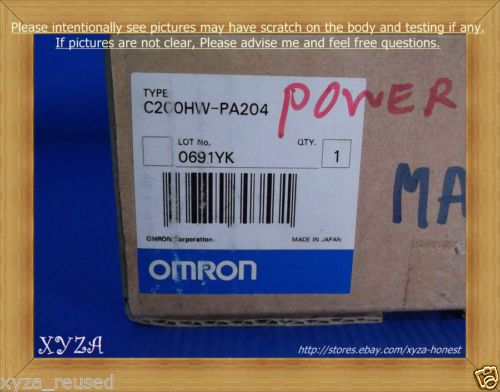 Please intentionally see pictures may have scratch on the body and testing if any.
If pictures are not clear, Please advise me and feel free questions.
TYPE
C200HW-PA204
POWER
LOT No.
QTY.
0691YK
1
MA
OMRON Corporation.
MADE IN JAPAN
OMRON
XYZA
http://stores.ebay.com/xyza-honest
xyza_reused
ebay